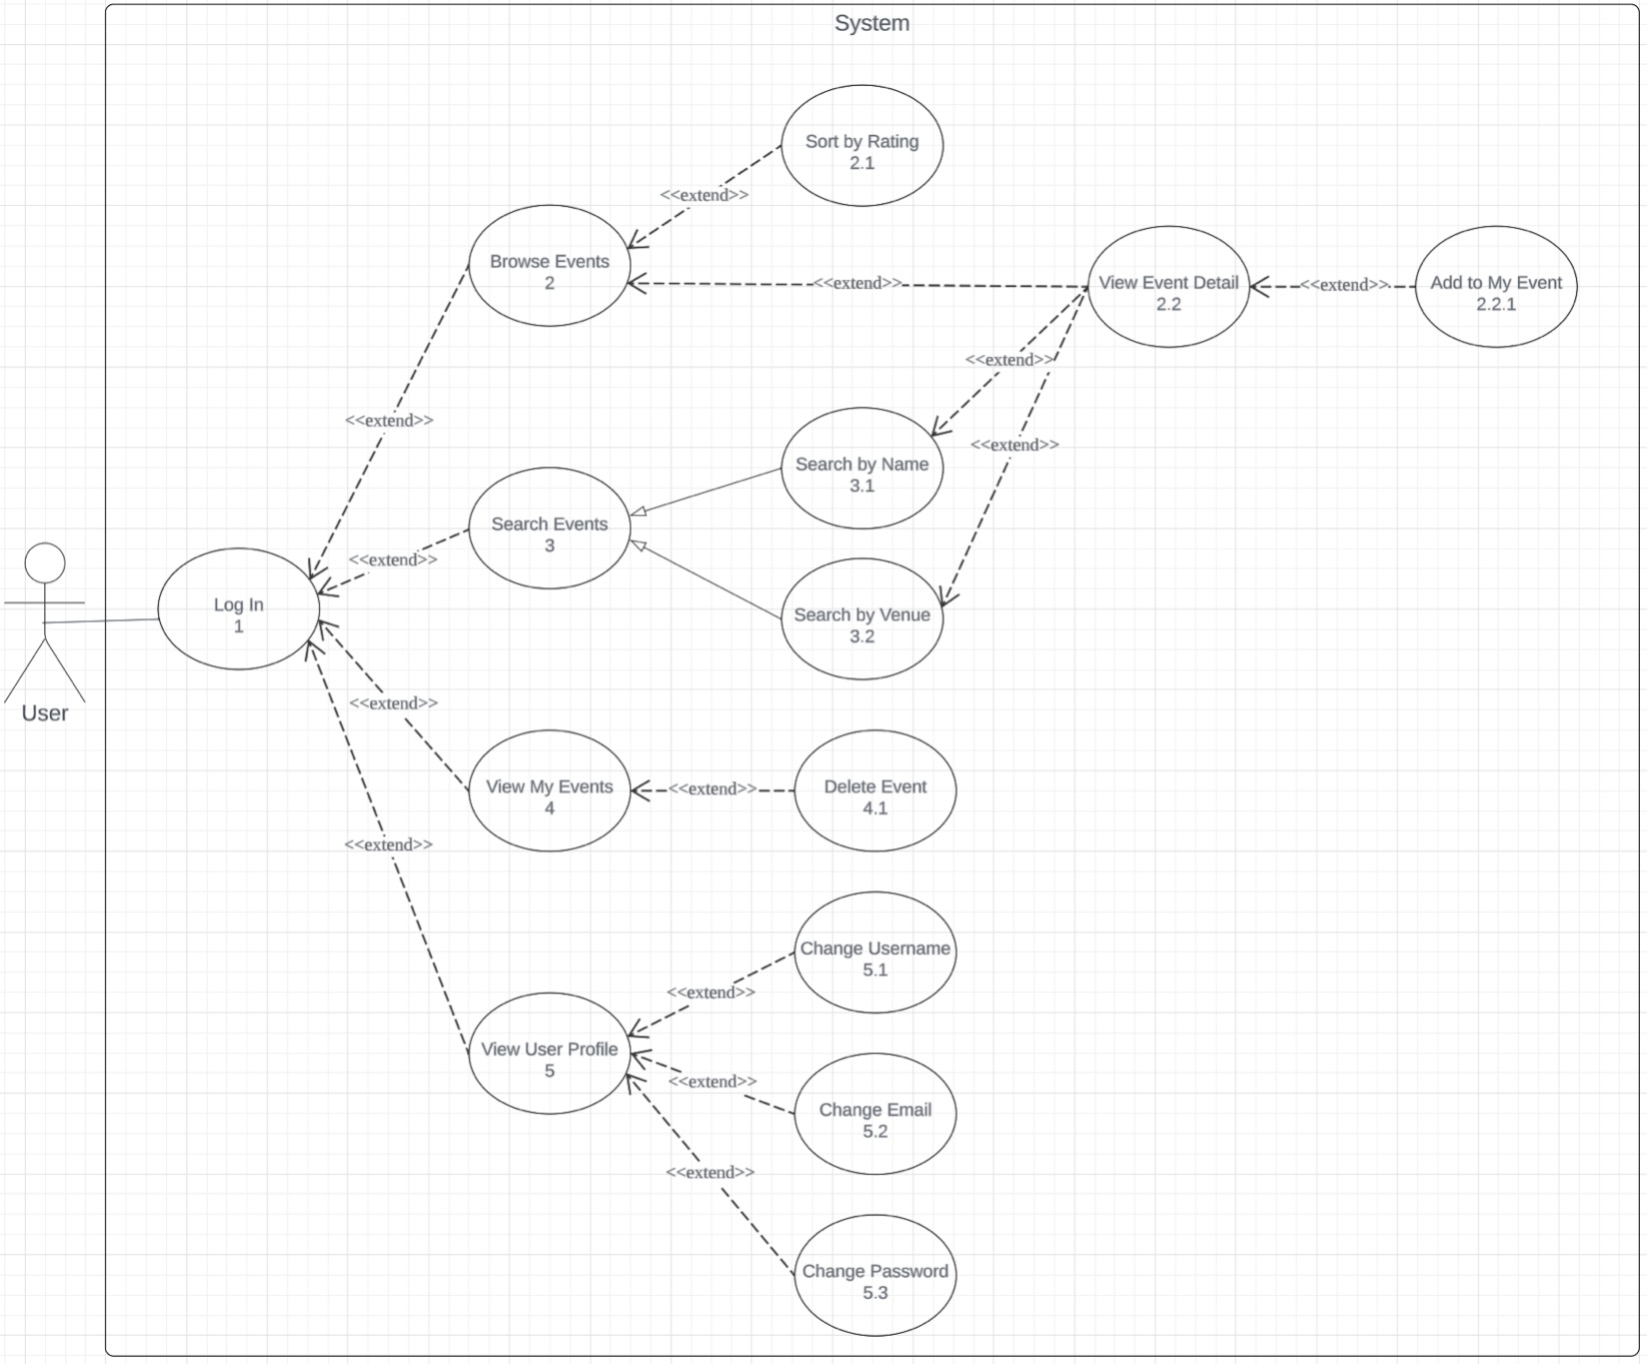 System
Sort by Rating
2.1
<<extend>>
Browse Events
2
<<extend>>
View Event Detail
2.2
<<extend>>
Add to My Event
2.2.1
<<extend>>
<<extend>>
<<extend>>
Search by Name
3.1
Search Events
3
<<extend>>
Search by Venue
3.2
Log In
1
User
<<extend>>
View My Events
4
<<extend>>
Delete Event
4.1
<<extend>>
Change Username
5.1
<<extend>>
View User Profile
5
<<extend>>
Change Email
5.2
<<extend>>
Change Password
5.3